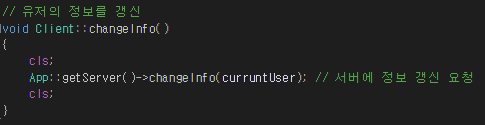 // 유저의 정보를 갱신
void Client::changeInfo()
{
cls;
App::getServer()->changeInfo(curruntUser); // 서버에 정보 갱신 요청
cls;
}